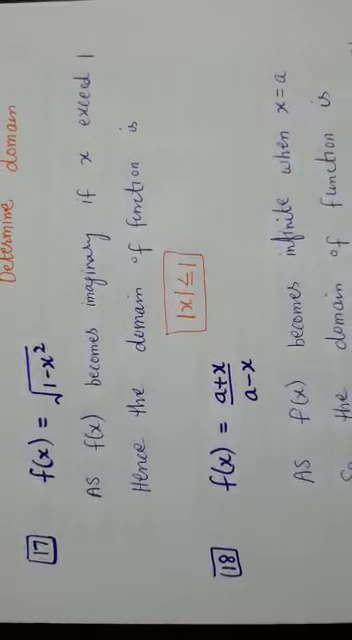 Determine domain
17 f(x) = √1-x²
AS f(x) becomes imaginary if x exceed 1
Hence the domain of function is
|x| ≤ 1
18 f(x) = a+x / a-x
AS f(x) becomes infinite when x = a
So the domain of function is